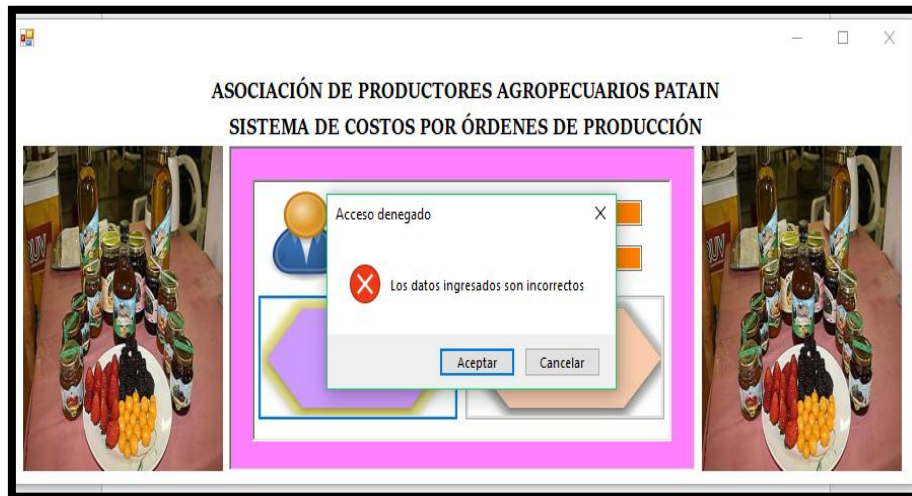 ASOCIACIÓN DE PRODUCTORES AGROPECUARIOS PATAIN
SISTEMA DE COSTOS POR ÓRDENES DE PRODUCCIÓN
Acceso denegado
Los datos ingresados son incorrectos
Aceptar
Cancelar